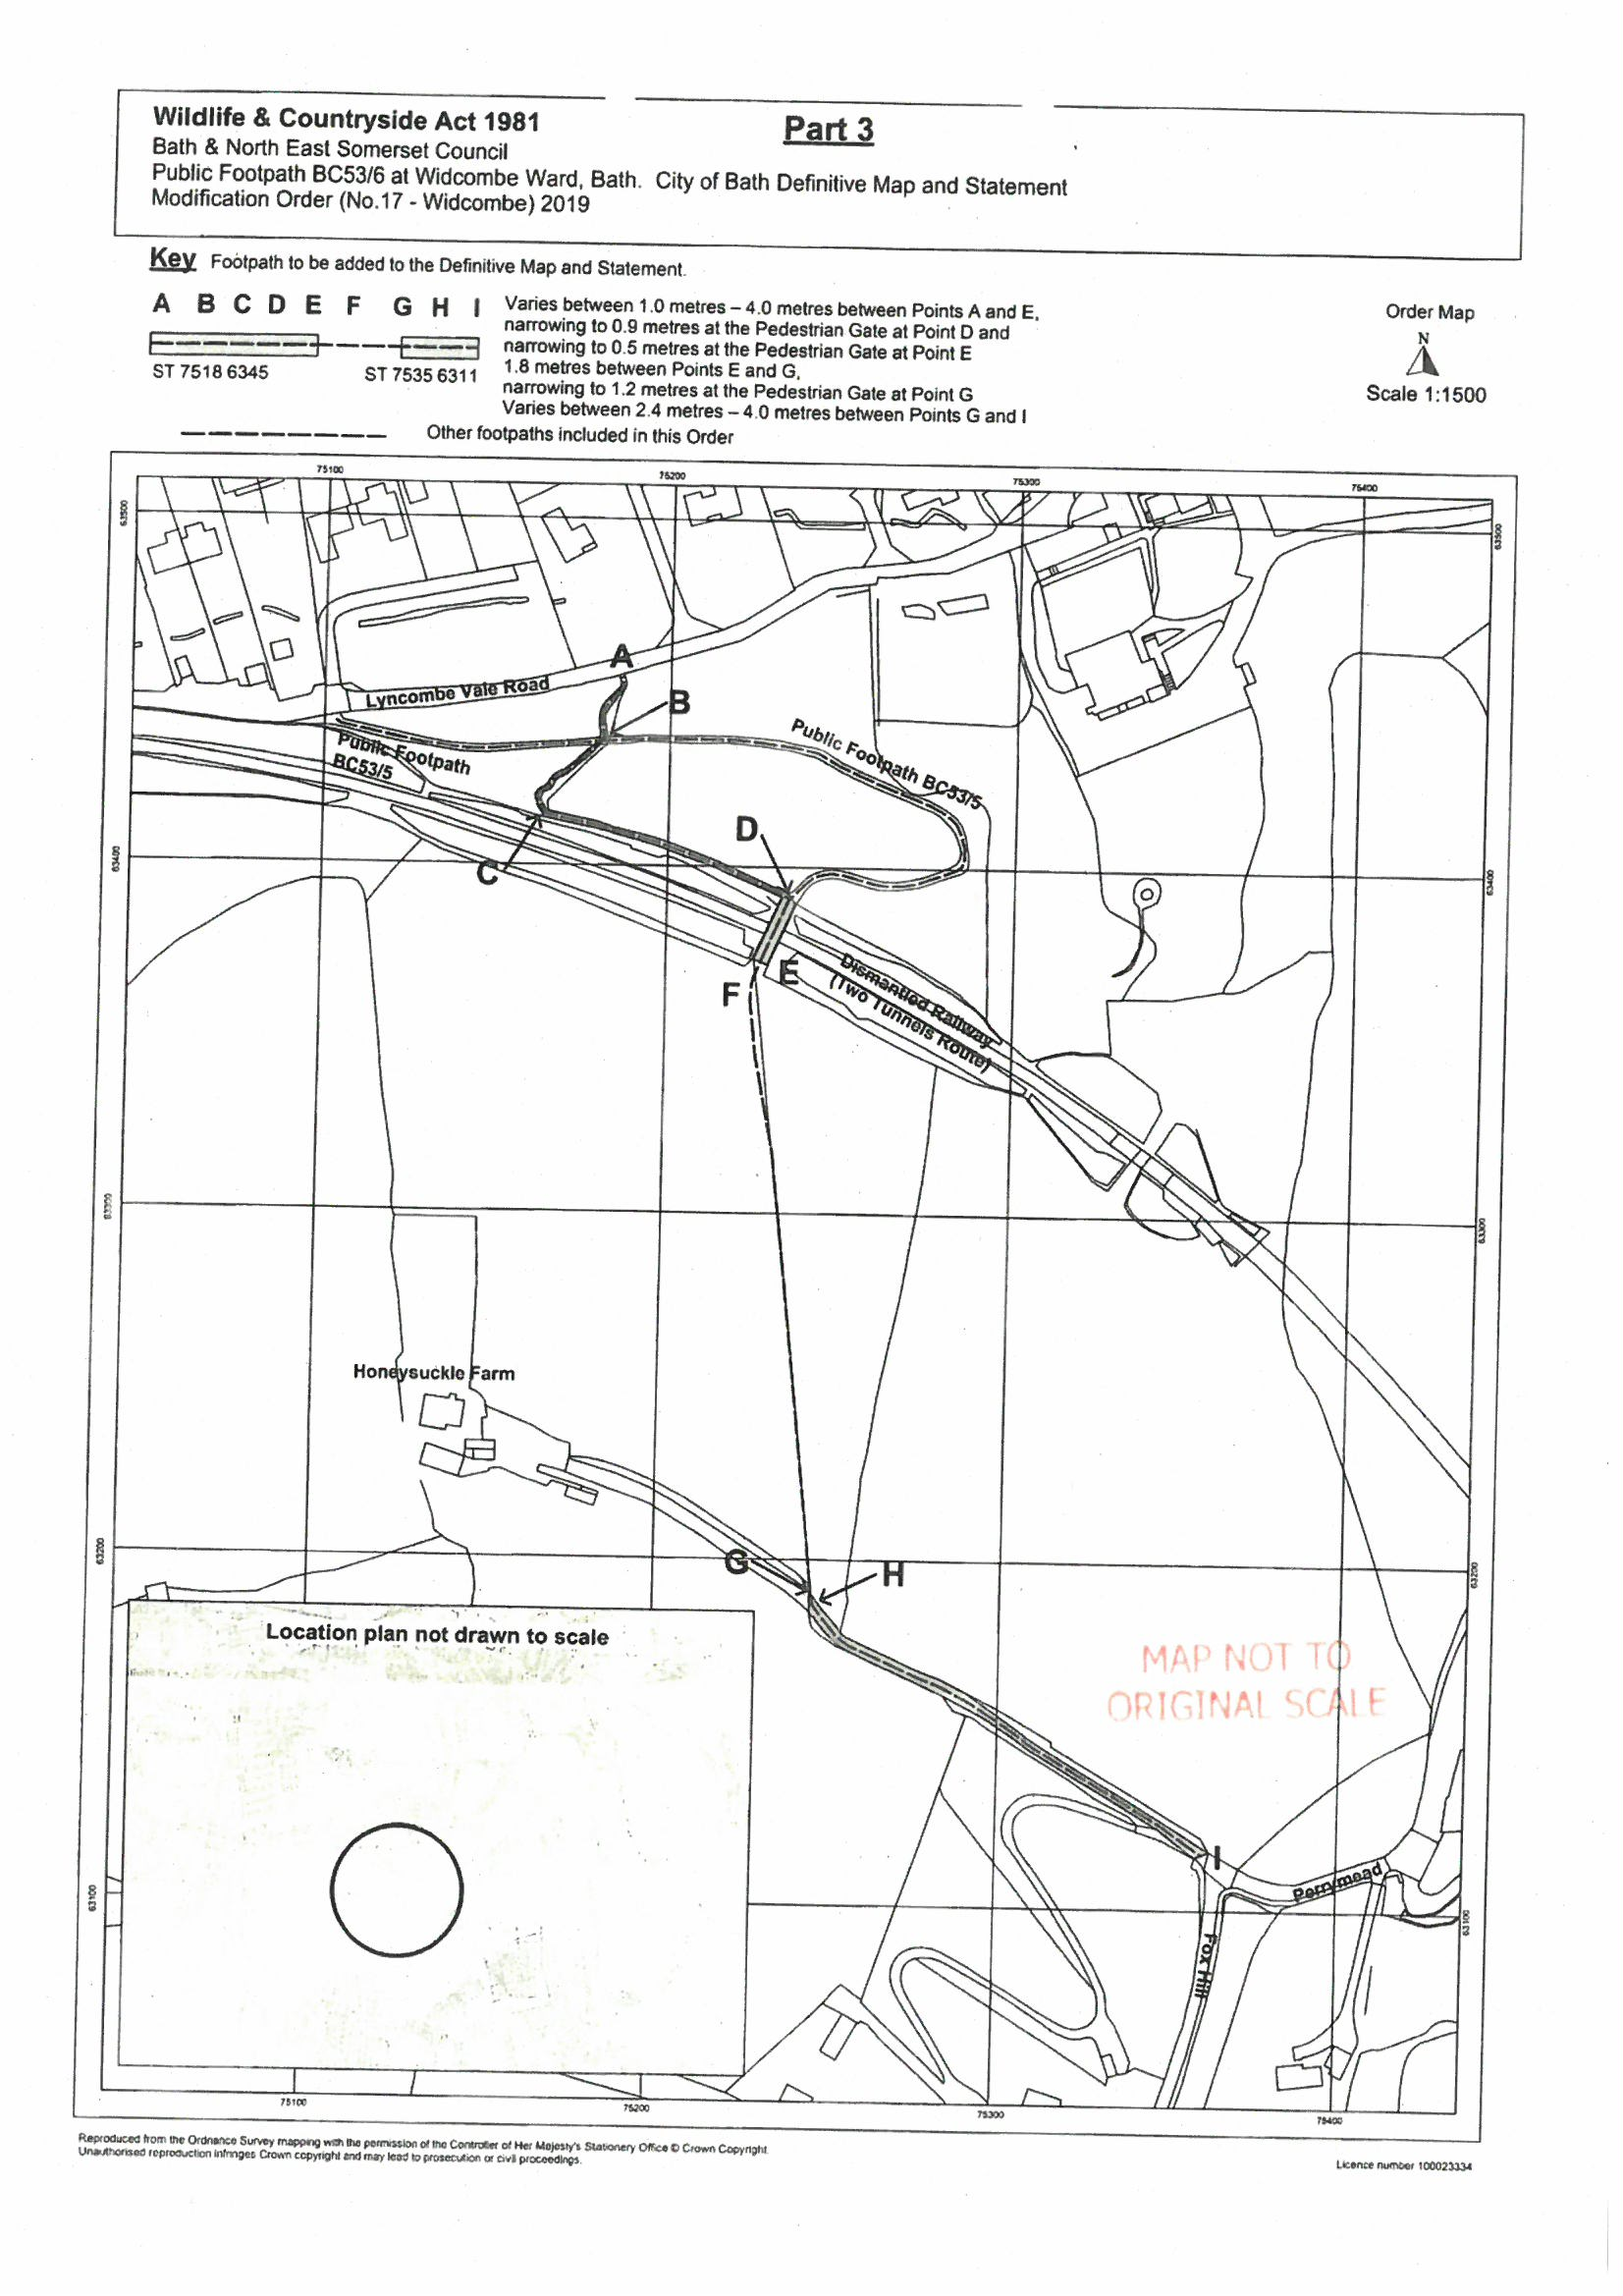 Wildlife & Countryside Act 1981
Part 3
Bath & North East Somerset Council
Public Footpath BC53/6 at Widcombe Ward, Bath. City of Bath Definitive Map and Statement
Modification Order (No.17 - Widcombe) 2019
Key Footpath to be added to the Definitive Map and Statement.
A B C D E F G H I
Varies between 1.0 metres – 4.0 metres between Points A and E,
narrowing to 0.9 metres at the Pedestrian Gate at Point D and
narrowing to 0.5 metres at the Pedestrian Gate at Point E
1.8 metres between Points E and G,
narrowing to 1.2 metres at the Pedestrian Gate at Point G
Varies between 2.4 metres – 4.0 metres between Points G and I
ST 7518 6345
ST 7535 6311
Other footpaths included in this Order
Order Map
N
Scale 1:1500
75100
75200
75300
75400
63500
63500
A
Lyncombe Vale Road
B
Public Footpath
BC53/5
Public Footpath BC53/5
D
C
63400
63400
E
F
Dismantled Railway
(Two Tunnels Route)
63300
63300
Honeysuckle Farm
63200
63200
G
H
Location plan not drawn to scale
MAP NOT TO
ORIGINAL SCALE
I
Perrymead
Fox Hill
63100
63100
75100
75200
75300
75400
Reproduced from the Ordnance Survey mapping with the permission of the Controller of Her Majesty's Stationery Office © Crown Copyright
Unauthorised reproduction infringes Crown copyright and may lead to prosecution or civil proceedings.
Licence number 100023334